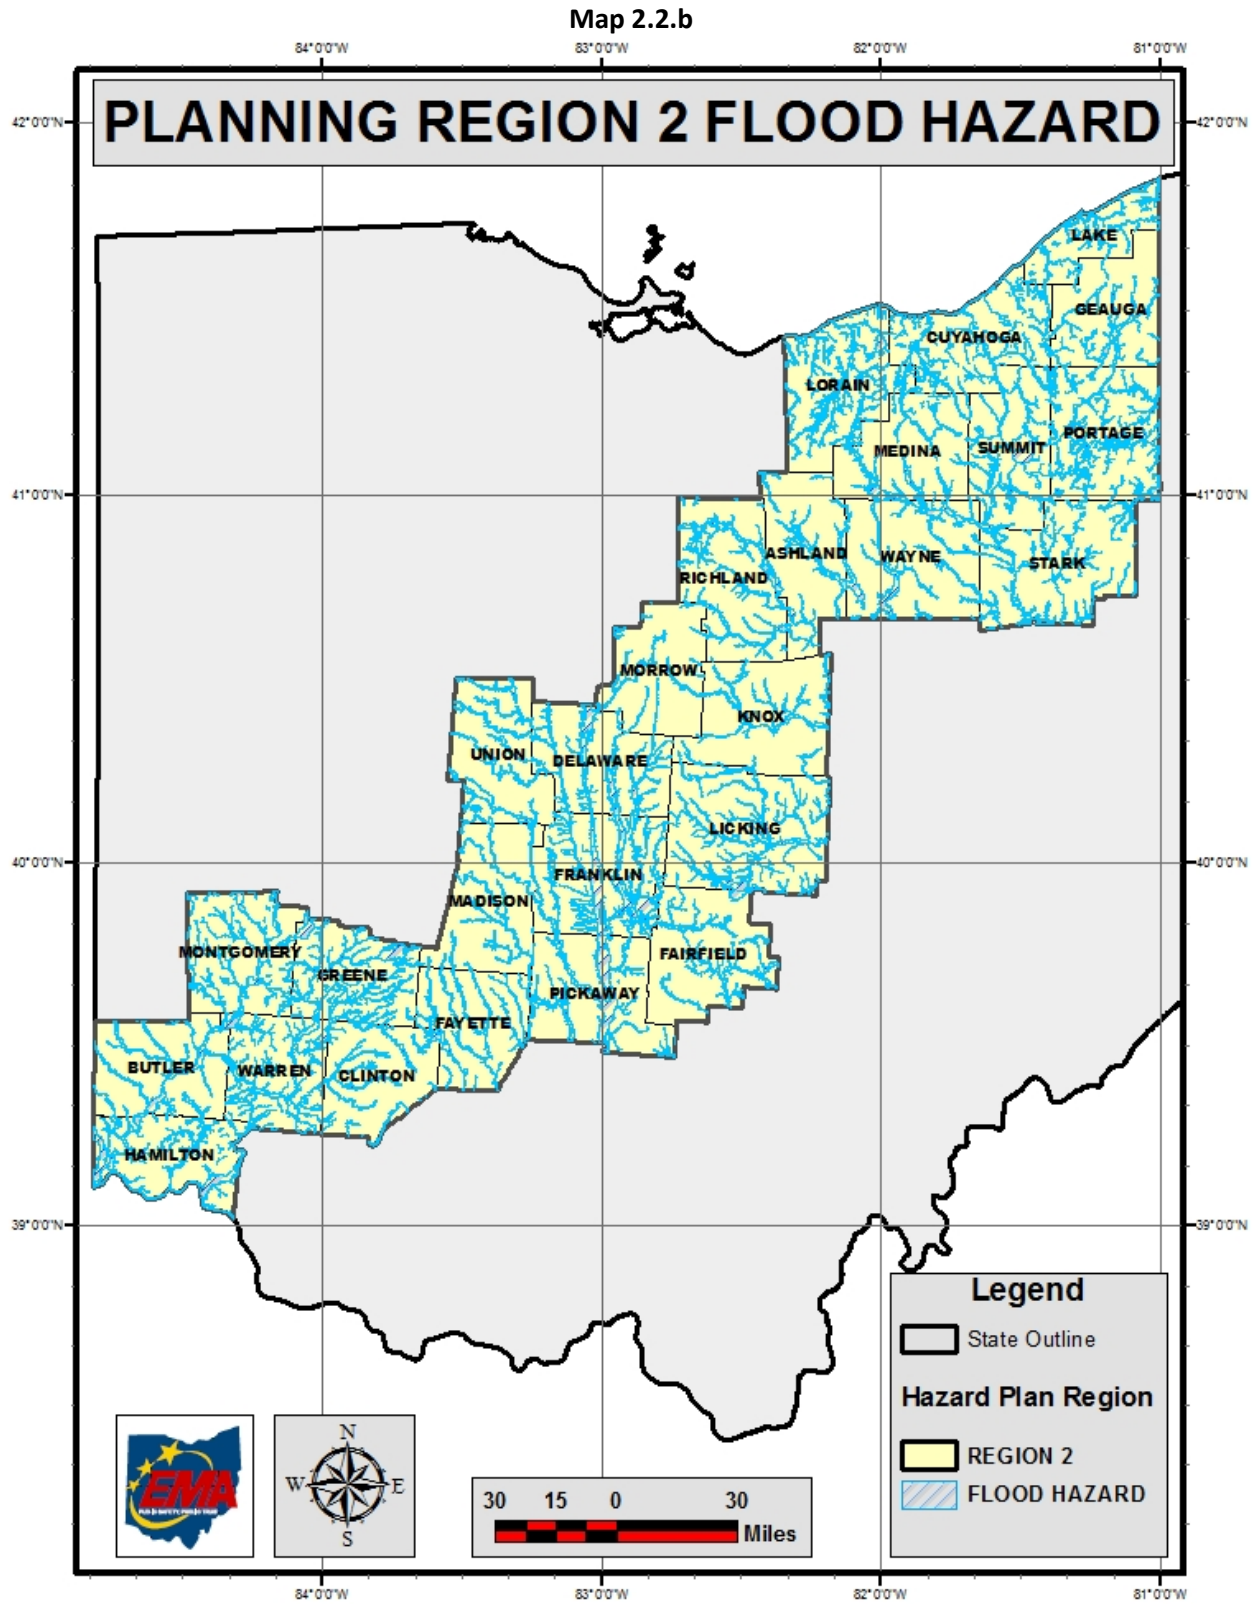 Map 2.2.b
84°0'0"W 83°0'0"W 82°0'0"W 81°0'0"W
PLANNING REGION 2 FLOOD HAZARD
42°0'0"N 42°0'0"N
LAKE
GEAUGA
CUYAHOGA
LORAIN
PORTAGE
SUMMIT
MEDINA
41°0'0"N 41°0'0"N
ASHLAND
WAYNE
STARK
RICHLAND
MORROW
KNOX
UNION
DELAWARE
LICKING
40°0'0"N 40°0'0"N
FRANKLIN
MADISON
MONTGOMERY
FAIRFIELD
GREENE
PICKAWAY
FAYETTE
BUTLER
WARREN
CLINTON
HAMILTON
39°0'0"N 39°0'0"N
Legend
State Outline
Hazard Plan Region
REGION 2
FLOOD HAZARD
EMA
N
W E
S
30 15 0 30
Miles
84°0'0"W 83°0'0"W 82°0'0"W 81°0'0"W